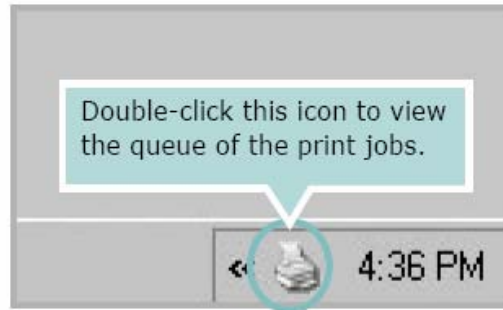 Double-click this icon to view
the queue of the print jobs.
« 4:36 PM